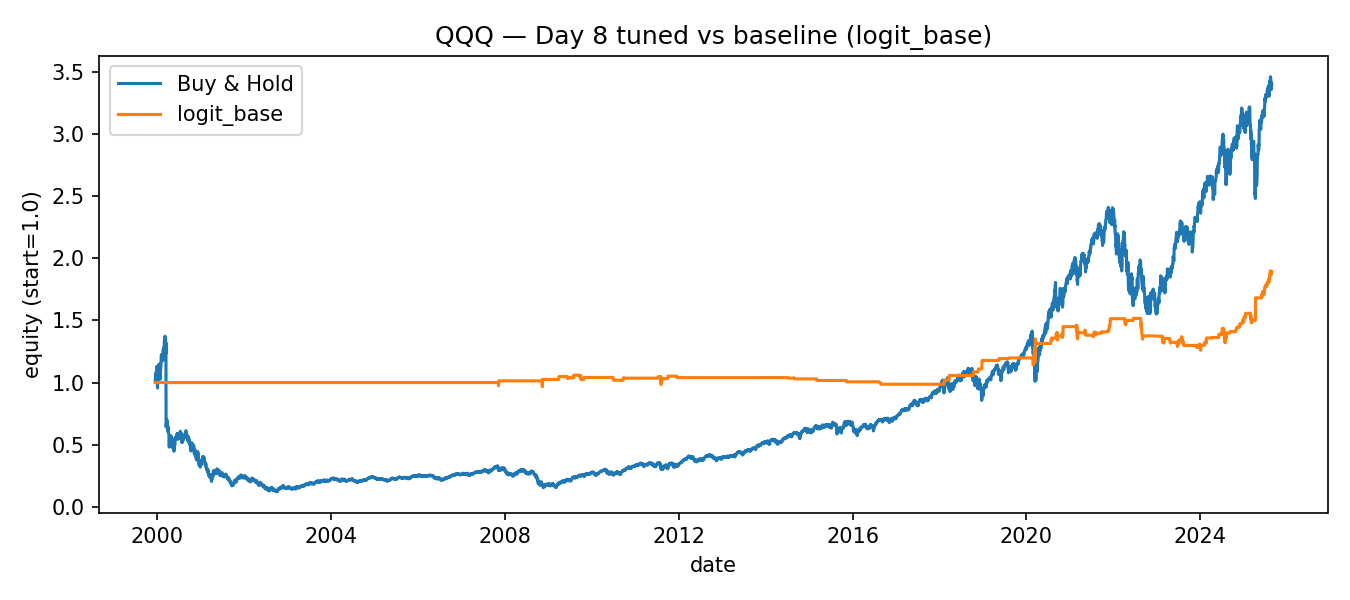 QQQ — Day 8 tuned vs baseline (logit_base)
Buy & Hold
logit_base
equity (start=1.0)
3.5
3.0
2.5
2.0
1.5
1.0
0.5
0.0
2000 2004 2008 2012 2016 2020 2024
date